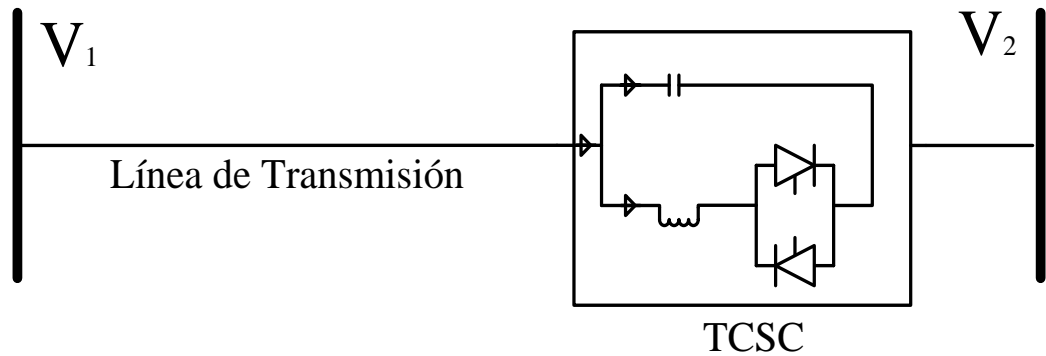 V₁
V₂
Línea de Transmisión
TCSC